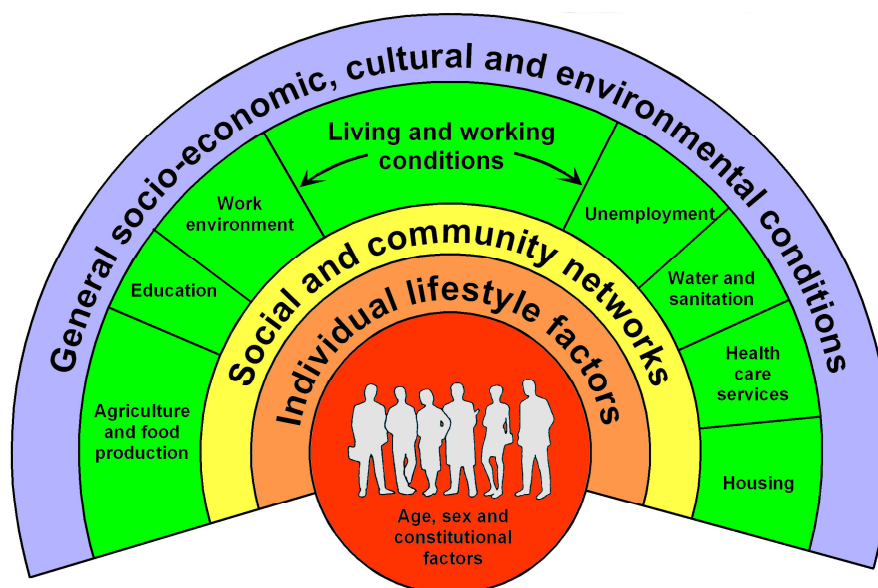 General socio-economic, cultural and environmental conditions
Living and working
conditions
Work
environment
Education
Agriculture
and food
production
Unemployment
Water and
sanitation
Health
care
services
Housing
Social and community networks
Individual lifestyle factors
Age, sex and
constitutional
factors